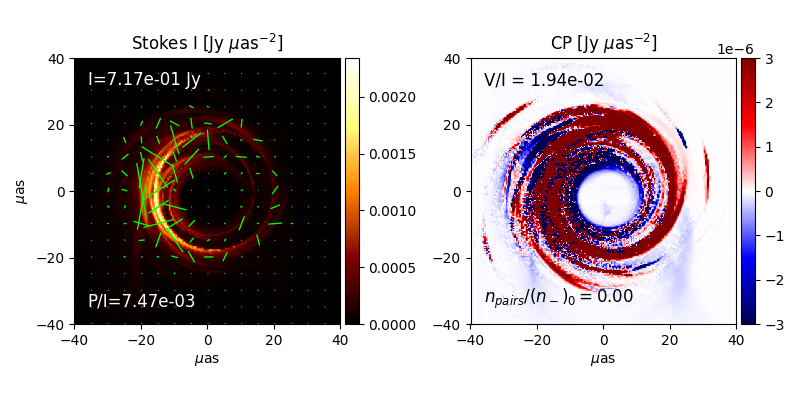 Stokes I [Jy μas⁻²]
I=7.17e-01 Jy
P/I=7.47e-03
40
20
0
−20
−40
μas
−40 −20 0 20 40
μas
0.0020
0.0015
0.0010
0.0005
0.0000
CP [Jy μas⁻²]
1e-6
V/I = 1.94e-02
n_pairs/(n_−)_0 = 0.00
40
20
0
−20
−40
−40 −20 0 20 40
μas
3
2
1
0
−1
−2
−3